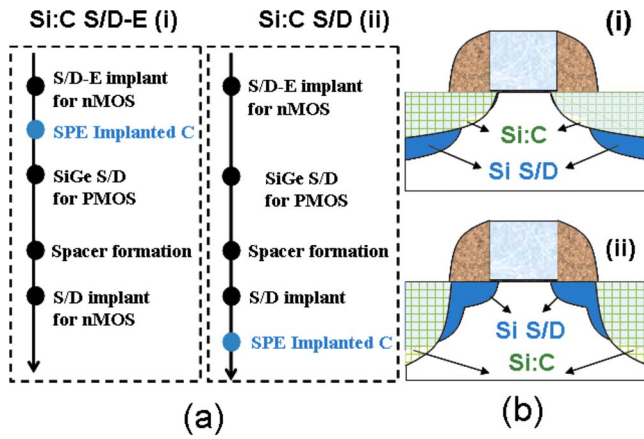 Si:C S/D-E (i)
S/D-E implant
for nMOS
SPE Implanted C
SiGe S/D
for PMOS
Spacer formation
S/D implant
for nMOS
Si:C S/D (ii)
S/D-E implant
for nMOS
SiGe S/D
for PMOS
Spacer formation
S/D implant
SPE Implanted C
(a)
(i)
Si:C
Si S/D
(ii)
Si S/D
Si:C
(b)